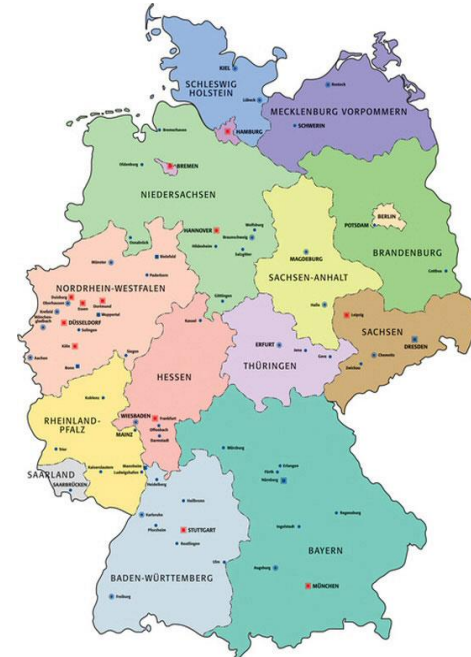 KIEL
SCHLESWIG
HOLSTEIN
Lübeck
Rostock
MECKLENBURG VORPOMMERN
SCHWERIN
HAMBURG
Bremerhaven
Oldenburg
BREMEN
NIEDERSACHSEN
BERLIN
POTSDAM
BRANDENBURG
Cottbus
HANNOVER
Wolfsburg
Braunschweig
Hildesheim
Salzgitter
Osnabrück
MAGDEBURG
SACHSEN-ANHALT
Halle
Münster
Bielefeld
Paderborn
NORDRHEIN-WESTFALEN
Duisburg
Oberhausen
Essen
Dortmund
Krefeld
Wuppertal
München-
gladbach
DÜSSELDORF
Solingen
Köln
Aachen
Bonn
Siegen
Göttingen
Kassel
HESSEN
ERFURT
Jena
Gera
THÜRINGEN
Leipzig
SACHSEN
DRESDEN
Chemnitz
Zwickau
Koblenz
RHEINLAND-
PFALZ
WIESBADEN
Frankfurt
Offenbach
MAINZ
Darmstadt
Trier
SAARLAND
SAARBRÜCKEN
Kaiserslautern
Mannheim
Ludwigshafen
Heidelberg
Würzburg
Erlangen
Fürth
Nürnberg
Heilbronn
Karlsruhe
Pforzheim
STUTTGART
Reutlingen
Ulm
BADEN-WÜRTTEMBERG
Freiburg
Regensburg
Ingolstadt
BAYERN
Augsburg
MÜNCHEN